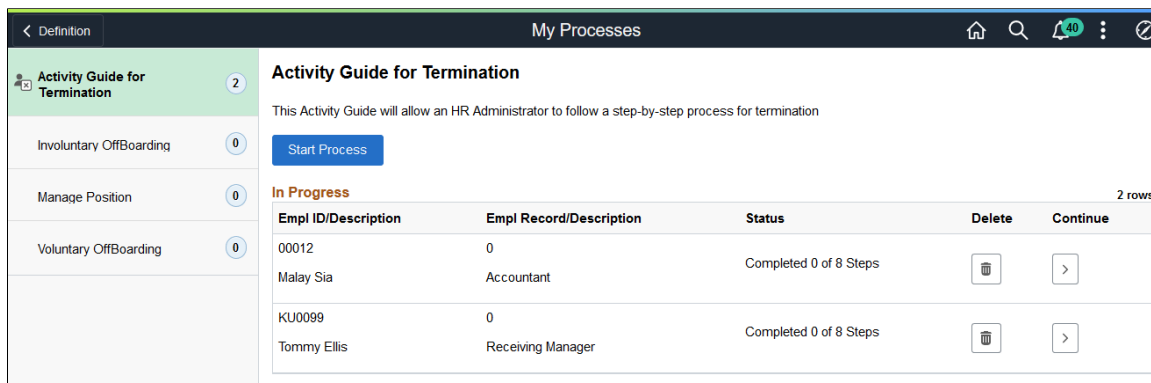 Definition
My Processes
40
Activity Guide for
Termination
2
Involuntary OffBoarding
0
Manage Position
0
Voluntary OffBoarding
0
Activity Guide for Termination
This Activity Guide will allow an HR Administrator to follow a step-by-step process for termination
Start Process
In Progress
2 rows
Empl ID/Description Empl Record/Description Status Delete Continue
00012 0
Completed 0 of 8 Steps
Malay Sia Accountant
KU0099 0
Completed 0 of 8 Steps
Tommy Ellis Receiving Manager